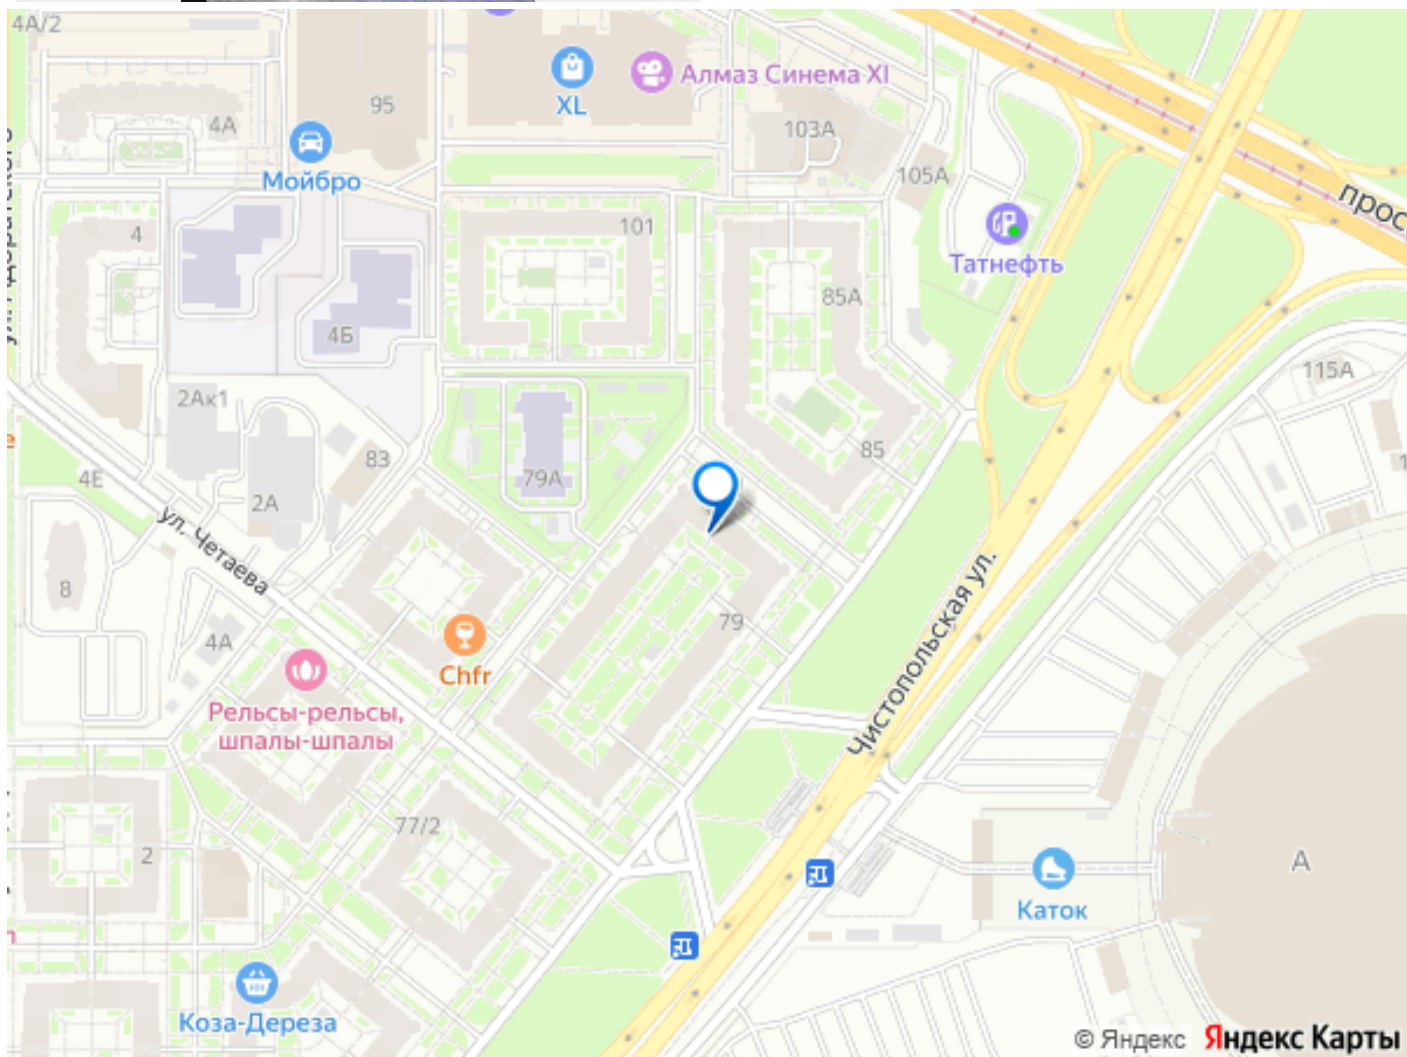 4А/2
Алмаз Синема XI
XL
95
4А
103А
Мойбро
105А
прос
101
4
Татнефть
85А
4Б
115А
2Ак1
85
83
79А
4Е
2А
ул. Четаева
8
79
4А
Chfr
Чистопольская ул.
Рельсы-рельсы,
шпалы-шпалы
77/2
2
А
Каток
Коза-Дереза
© Яндекс Яндекс Карты